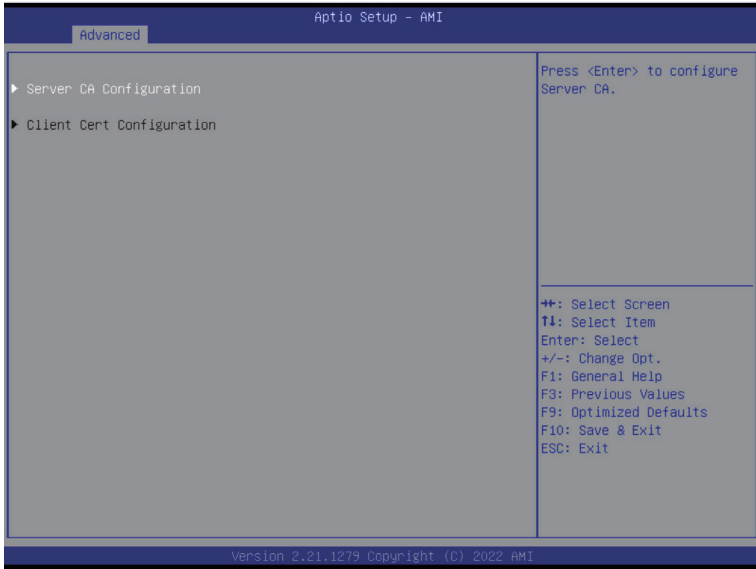 Aptio Setup - AMI
Advanced
Server CA Configuration
Client Cert Configuration
Press <Enter> to configure
Server CA.
→←: Select Screen
↑↓: Select Item
Enter: Select
+/-: Change Opt.
F1: General Help
F3: Previous Values
F9: Optimized Defaults
F10: Save & Exit
ESC: Exit
Version 2.21.1279 Copyright (C) 2022 AMI